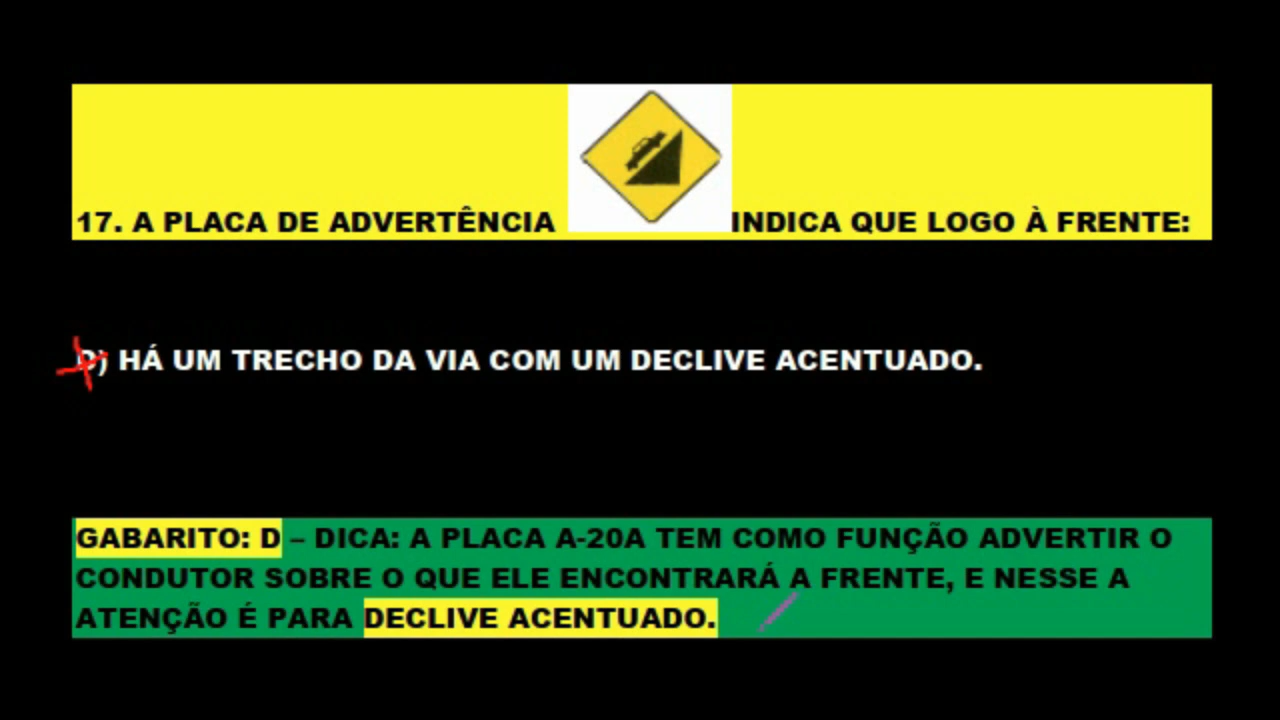 17. A PLACA DE ADVERTÊNCIA INDICA QUE LOGO À FRENTE:
D) HÁ UM TRECHO DA VIA COM UM DECLIVE ACENTUADO.
GABARITO: D – DICA: A PLACA A-20A TEM COMO FUNÇÃO ADVERTIR O
CONDUTOR SOBRE O QUE ELE ENCONTRARÁ A FRENTE, E NESSE A
ATENÇÃO É PARA DECLIVE ACENTUADO.